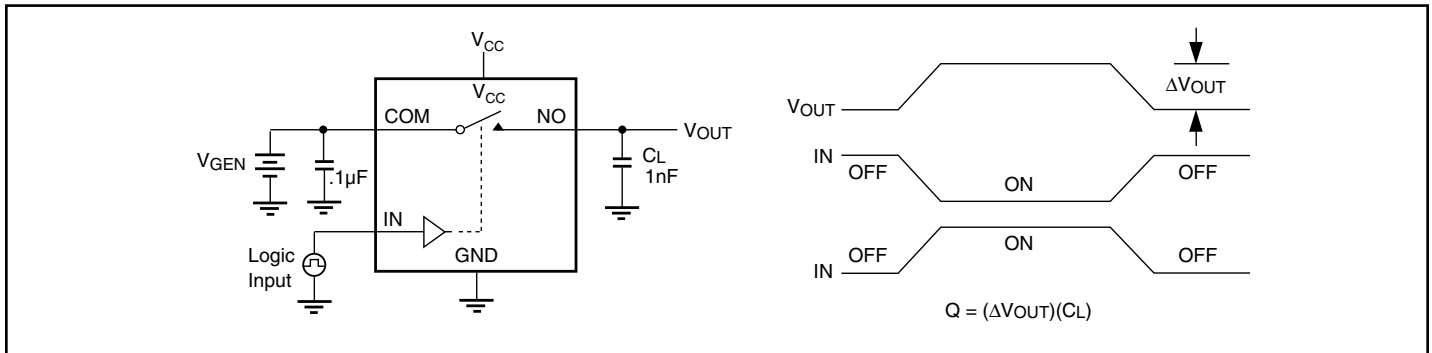 VCC
VCC
COM
NO
VOUT
VGEN
.1µF
CL
1nF
IN
Logic
Input
GND
VOUT
ΔVOUT
IN
OFF
ON
OFF
IN
OFF
ON
OFF
Q = (ΔVOUT)(CL)